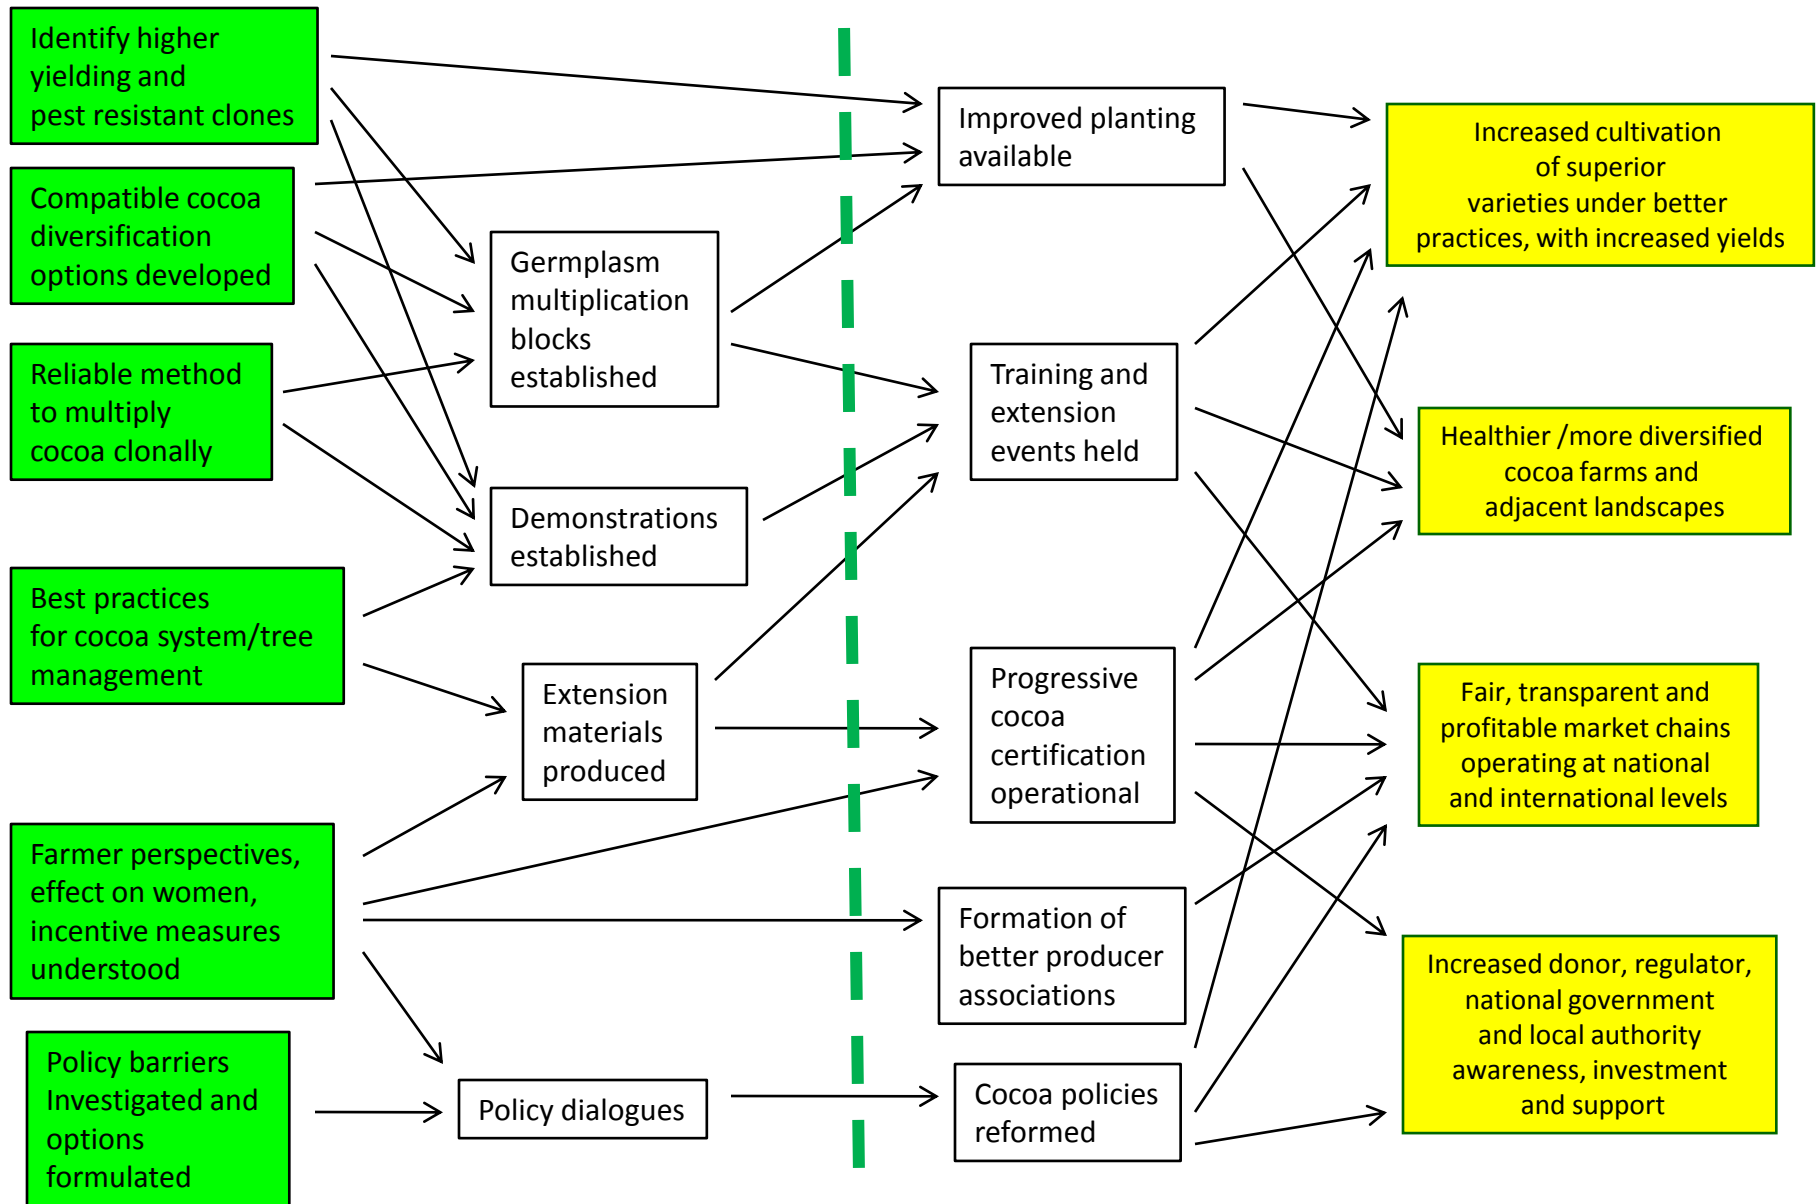 Identify higher
yielding and
pest resistant clones
Compatible cocoa
diversification
options developed
Reliable method
to multiply
cocoa clonally
Best practices
for cocoa system/tree
management
Farmer perspectives,
effect on women,
incentive measures
understood
Policy barriers
Investigated and
options
formulated
Germplasm
multiplication
blocks
established
Demonstrations
established
Extension
materials
produced
Policy dialogues
Improved planting
available
Training and
extension
events held
Progressive
cocoa
certification
operational
Formation of
better producer
associations
Cocoa policies
reformed
Increased cultivation
of superior
varieties under better
practices, with increased yields
Healthier /more diversified
cocoa farms and
adjacent landscapes
Fair, transparent and
profitable market chains
operating at national
and international levels
Increased donor, regulator,
national government
and local authority
awareness, investment
and support